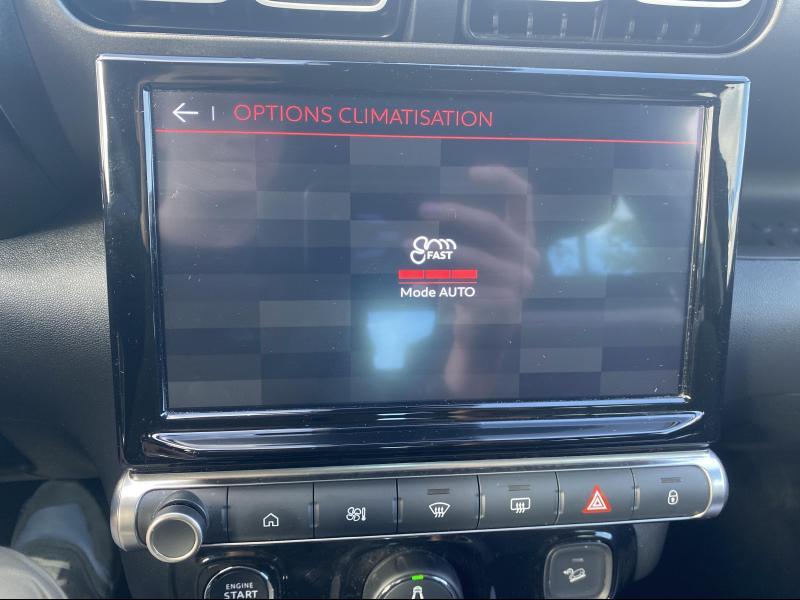 OPTIONS CLIMATISATION
FAST
Mode AUTO
ENGINE
START